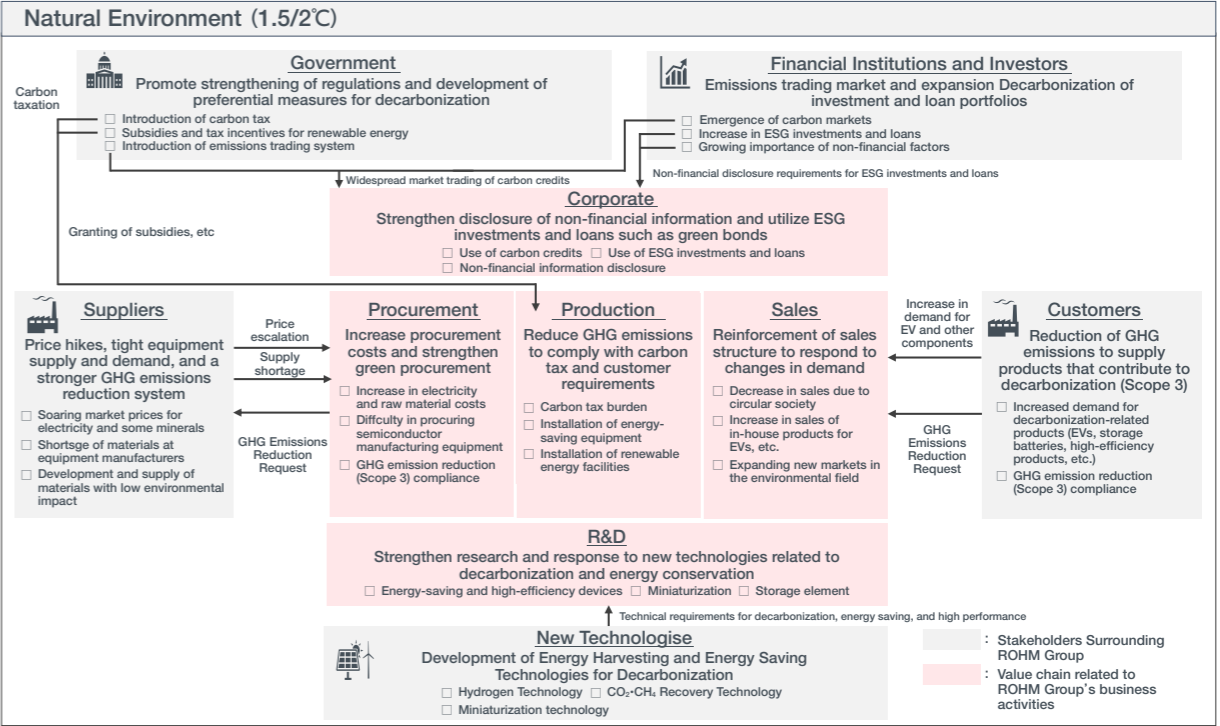 Natural Environment (1.5/2℃)
Government
Promote strengthening of regulations and development of
preferential measures for decarbonization
☐ Introduction of carbon tax
☐ Subsidies and tax incentives for renewable energy
☐ Introduction of emissions trading system
Financial Institutions and Investors
Emissions trading market and expansion Decarbonization of
investment and loan portfolios
☐ Emergence of carbon markets
☐ Increase in ESG investments and loans
☐ Growing importance of non-financial factors
Carbon
taxation
Widespread market trading of carbon credits
Non-financial disclosure requirements for ESG investments and loans
Corporate
Strengthen disclosure of non-financial information and utilize ESG
investments and loans such as green bonds
☐ Use of carbon credits ☐ Use of ESG investments and loans
☐ Non-financial information disclosure
Granting of subsidies, etc
Suppliers
Price hikes, tight equipment
supply and demand, and a
stronger GHG emissions
reduction system
☐ Soaring market prices for
electricity and some minerals
☐ Shortsge of materials at
equipment manufacturers
☐ Development and supply of
materials with low environmental
impact
Price
escalation
Supply
shortage
GHG Emissions
Reduction
Request
Procurement
Increase procurement
costs and strengthen
green procurement
☐ Increase in electricity
and raw material costs
☐ Diffculty in procuring
semiconductor
manufacturing equipment
☐ GHG emission reduction
(Scope 3) compliance
Production
Reduce GHG emissions
to comply with carbon
tax and customer
requirements
☐ Carbon tax burden
☐ Installation of energy-
saving equipment
☐ Installation of renewable
energy facilities
Sales
Reinforcement of sales
structure to respond to
changes in demand
☐ Decrease in sales due to
circular society
☐ Increase in sales of
in-house products for
EVs, etc.
☐ Expanding new markets in
the environmental field
Increase in
demand for
EV and other
components
GHG
Emissions
Reduction
Request
Customers
Reduction of GHG
emissions to supply
products that contribute to
decarbonization (Scope 3)
☐ Increased demand for
decarbonization-related
products (EVs, storage
batteries, high-efficiency
products, etc.)
☐ GHG emission reduction
(Scope 3) compliance
R&D
Strengthen research and response to new technologies related to
decarbonization and energy conservation
☐ Energy-saving and high-efficiency devices ☐ Miniaturization ☐ Storage element
Technical requirements for decarbonization, energy saving, and high performance
New Technologise
Development of Energy Harvesting and Energy Saving
Technologies for Decarbonization
☐ Hydrogen Technology ☐ CO₂·CH₄ Recovery Technology
☐ Miniaturization technology
: Stakeholders Surrounding
ROHM Group
: Value chain related to
ROHM Group's business
activities